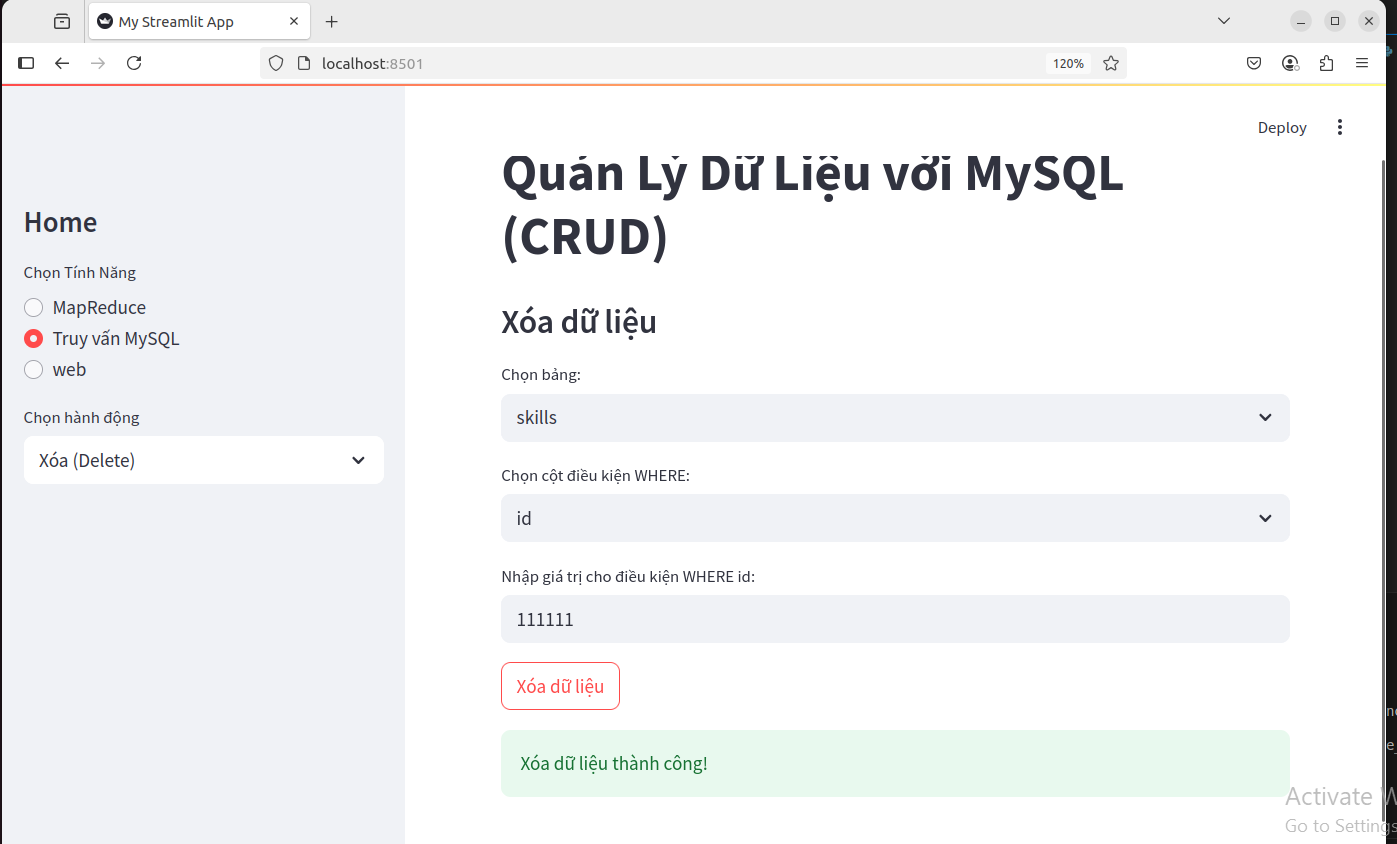 My Streamlit App
localhost:8501
120%
Deploy
Home
Chọn Tính Năng
MapReduce
Truy vấn MySQL
web
Chọn hành động
Xóa (Delete)
Quản Lý Dữ Liệu với MySQL
(CRUD)
Xóa dữ liệu
Chọn bảng:
skills
Chọn cột điều kiện WHERE:
id
Nhập giá trị cho điều kiện WHERE id:
111111
Xóa dữ liệu
Xóa dữ liệu thành công!
Activate W
Go to Settings